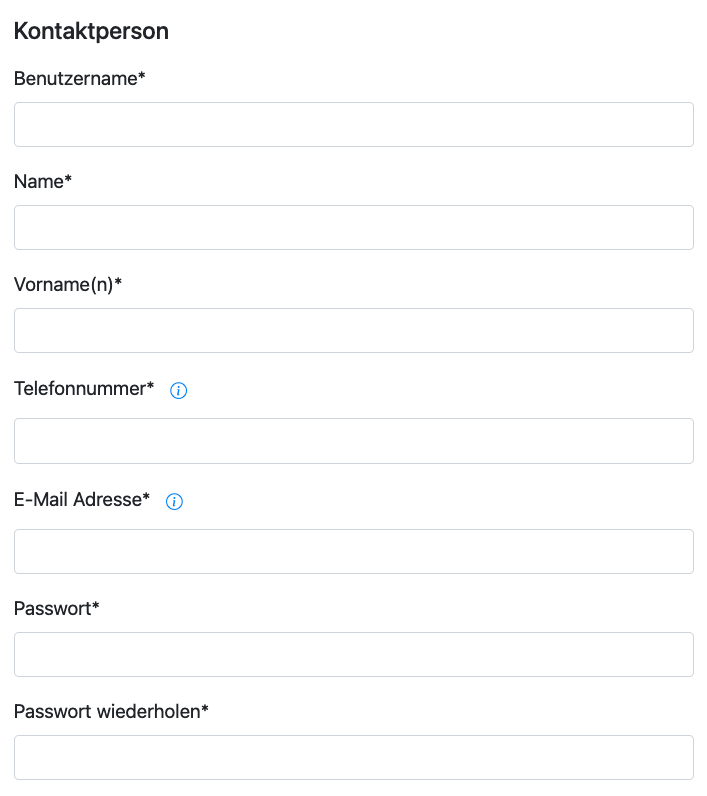 Kontaktperson
Benutzername*
Name*
Vorname(n)*
Telefonnummer*
E-Mail Adresse*
Passwort*
Passwort wiederholen*